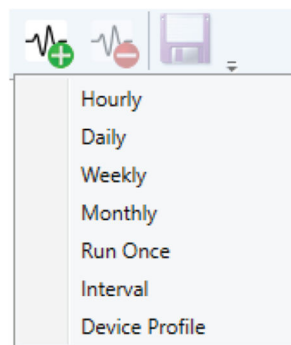 Hourly
Daily
Weekly
Monthly
Run Once
Interval
Device Profile